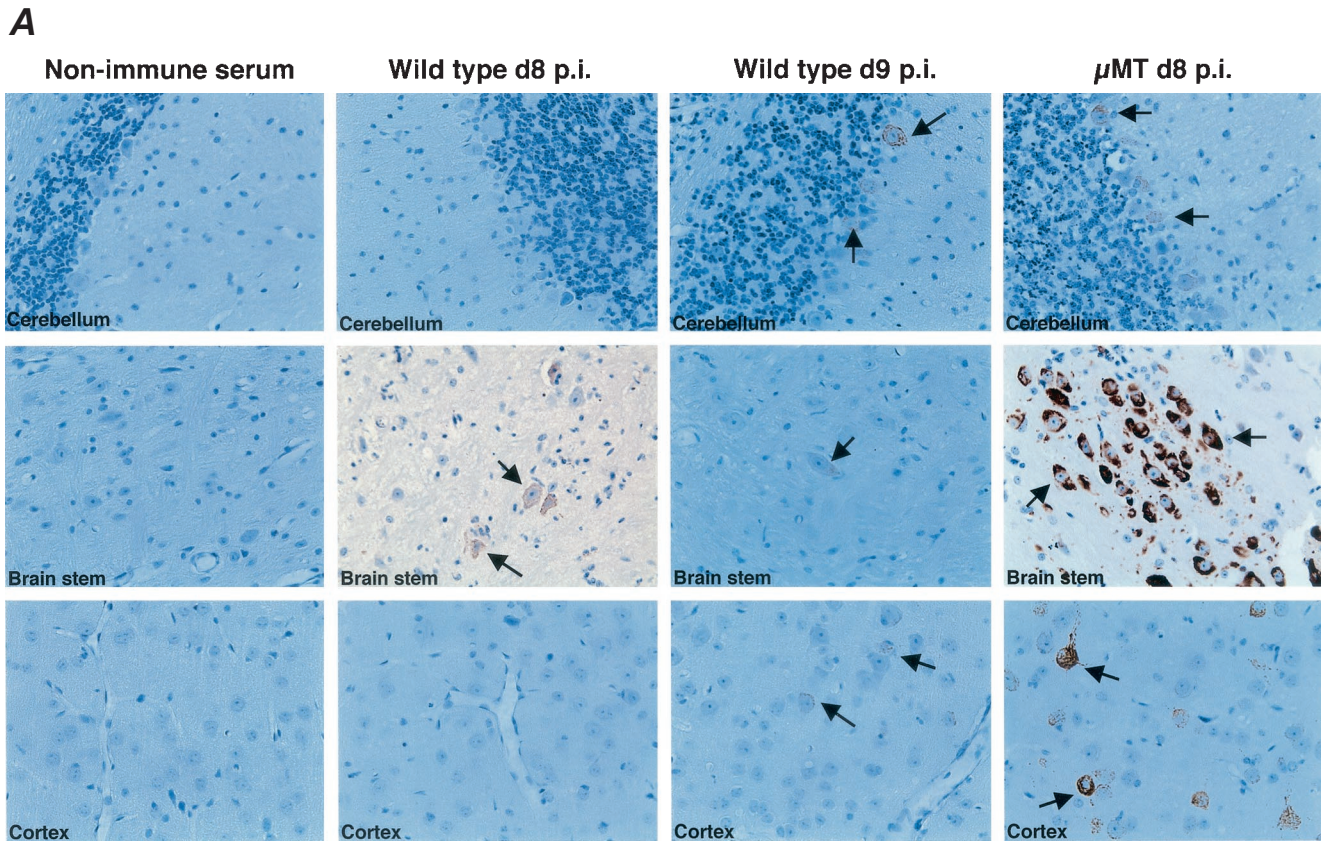 A
Non-immune serum
Wild type d8 p.i.
Wild type d9 p.i.
µMT d8 p.i.
Cerebellum
Cerebellum
Cerebellum
Cerebellum
Brain stem
Brain stem
Brain stem
Brain stem
Cortex
Cortex
Cortex
Cortex